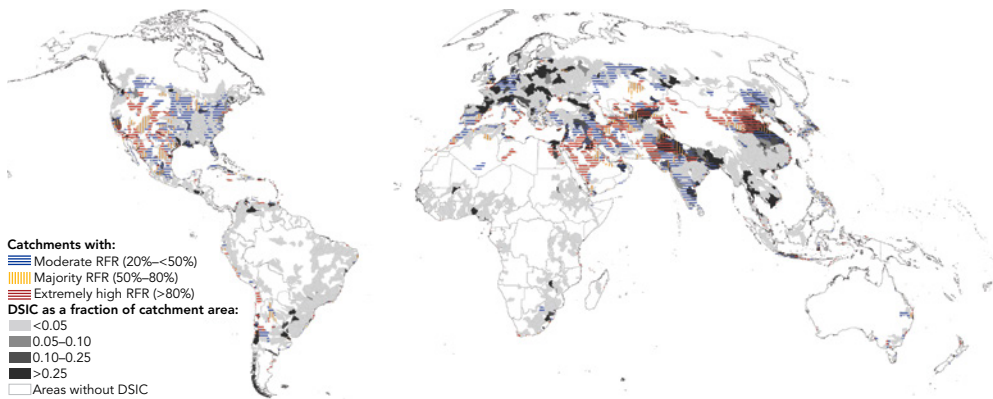 Catchments with:
Moderate RFR (20%–<50%)
Majority RFR (50%–80%)
Extremely high RFR (>80%)
DSIC as a fraction of catchment area:
<0.05
0.05–0.10
0.10–0.25
>0.25
Areas without DSIC